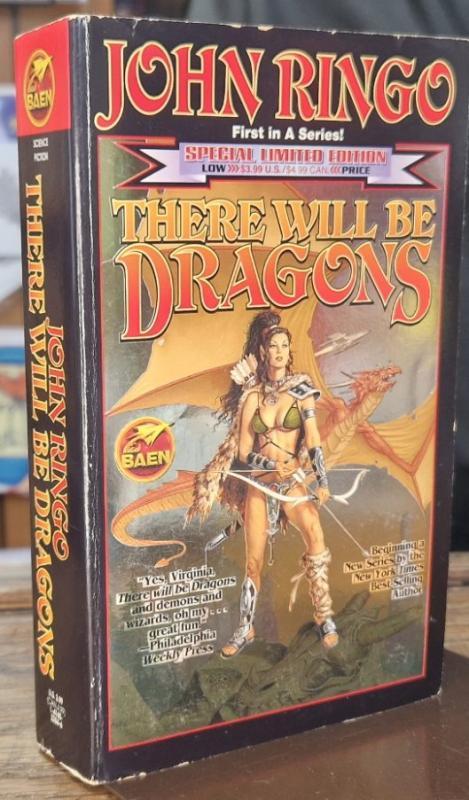 JOHN RINGO
First in A Series!
SPECIAL LIMITED EDITION
LOW $3.99 U.S./$4.99 CAN. PRICE
THERE WILL BE
DRAGONS
BAEN
"Yes, Virginia,
There will be Dragons
and demons and
wizards, oh my . . .
great fun."
—Philadelphia
Weekly Press
Beginning a
New Series by the
New York Times
Best-Selling
Author
BAEN
SCIENCE
FICTION
JOHN RINGO
THERE WILL BE DRAGONS